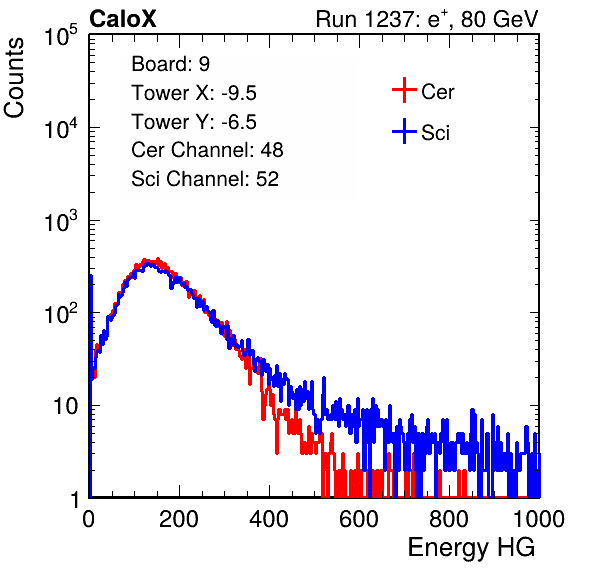 CaloX Run 1237: e⁺, 80 GeV
Counts
10⁵
10⁴
10³
10²
10
1
Board: 9
Tower X: -9.5
Tower Y: -6.5
Cer Channel: 48
Sci Channel: 52
Cer
Sci
0 200 400 600 800 1000
Energy HG